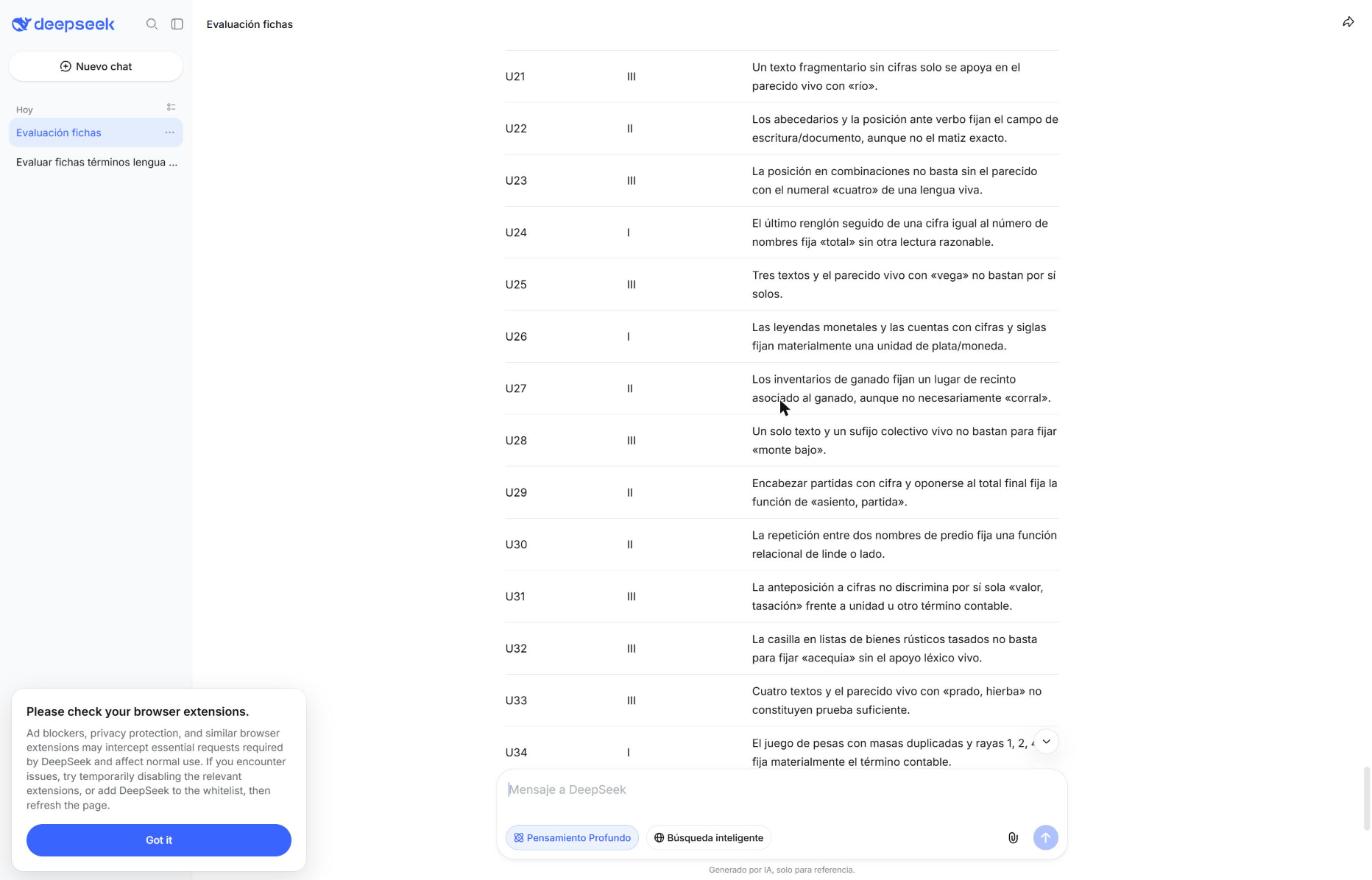 deepseek
Evaluación fichas
Nuevo chat
Hoy
Evaluación fichas
Evaluar fichas términos lengua ...
U21 III Un texto fragmentario sin cifras solo se apoya en el
parecido vivo con «río».
U22 II Los abecedarios y la posición ante verbo fijan el campo de
escritura/documento, aunque no el matiz exacto.
U23 III La posición en combinaciones no basta sin el parecido
con el numeral «cuatro» de una lengua viva.
U24 I El último renglón seguido de una cifra igual al número de
nombres fija «total» sin otra lectura razonable.
U25 III Tres textos y el parecido vivo con «vega» no bastan por sí
solos.
U26 I Las leyendas monetales y las cuentas con cifras y siglas
fijan materialmente una unidad de plata/moneda.
U27 II Los inventarios de ganado fijan un lugar de recinto
asociado al ganado, aunque no necesariamente «corral».
U28 III Un solo texto y un sufijo colectivo vivo no bastan para fijar
«monte bajo».
U29 II Encabezar partidas con cifra y oponerse al total final fija la
función de «asiento, partida».
U30 II La repetición entre dos nombres de predio fija una función
relacional de linde o lado.
U31 III La anteposición a cifras no discrimina por sí sola «valor,
tasación» frente a unidad u otro término contable.
U32 III La casilla en listas de bienes rústicos tasados no basta
para fijar «acequia» sin el apoyo léxico vivo.
U33 III Cuatro textos y el parecido vivo con «prado, hierba» no
constituyen prueba suficiente.
U34 I El juego de pesas con masas duplicadas y rayas 1, 2,
fija materialmente el término contable.
Please check your browser extensions.
Ad blockers, privacy protection, and similar browser
extensions may intercept essential requests required
by DeepSeek and affect normal use. If you encounter
issues, try temporarily disabling the relevant
extensions, or add DeepSeek to the whitelist, then
refresh the page.
Got it
Mensaje a DeepSeek
Pensamiento Profundo
Búsqueda inteligente
Generado por IA, solo para referencia.